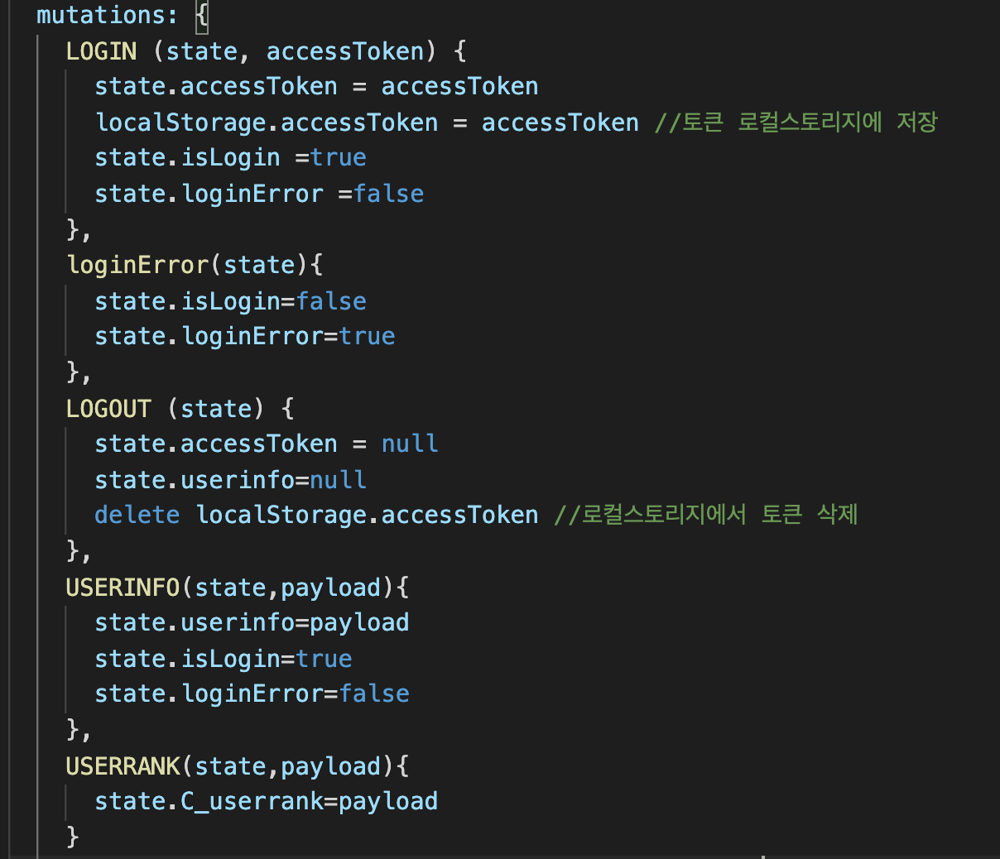 mutations: {
LOGIN (state, accessToken) {
state.accessToken = accessToken
localStorage.accessToken = accessToken //토큰 로컬스토리지에 저장
state.isLogin =true
state.loginError =false
},
loginError(state){
state.isLogin=false
state.loginError=true
},
LOGOUT (state) {
state.accessToken = null
state.userinfo=null
delete localStorage.accessToken //로컬스토리지에서 토큰 삭제
},
USERINFO(state,payload){
state.userinfo=payload
state.isLogin=true
state.loginError=false
},
USERRANK(state,payload){
state.C_userrank=payload
}